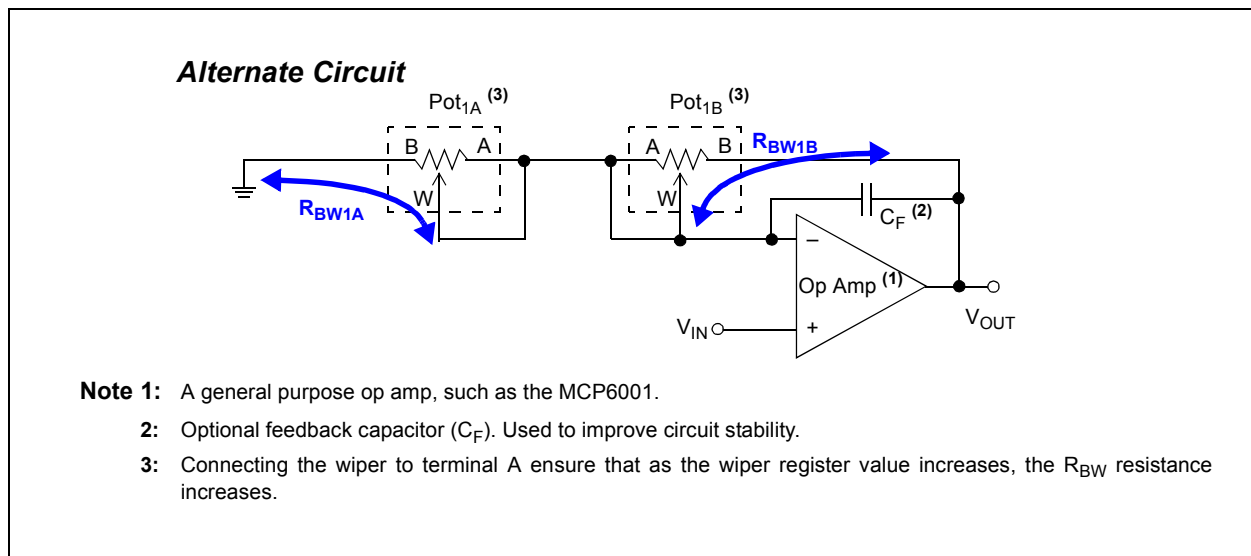 Alternate Circuit
Pot1A (3)
Pot1B (3)
B
A
A
B
RBW1B
W
W
RBW1A
CF (2)
–
Op Amp (1)
VIN
+
VOUT
Note 1: A general purpose op amp, such as the MCP6001.
2: Optional feedback capacitor (CF). Used to improve circuit stability.
3: Connecting the wiper to terminal A ensure that as the wiper register value increases, the RBW resistance
increases.